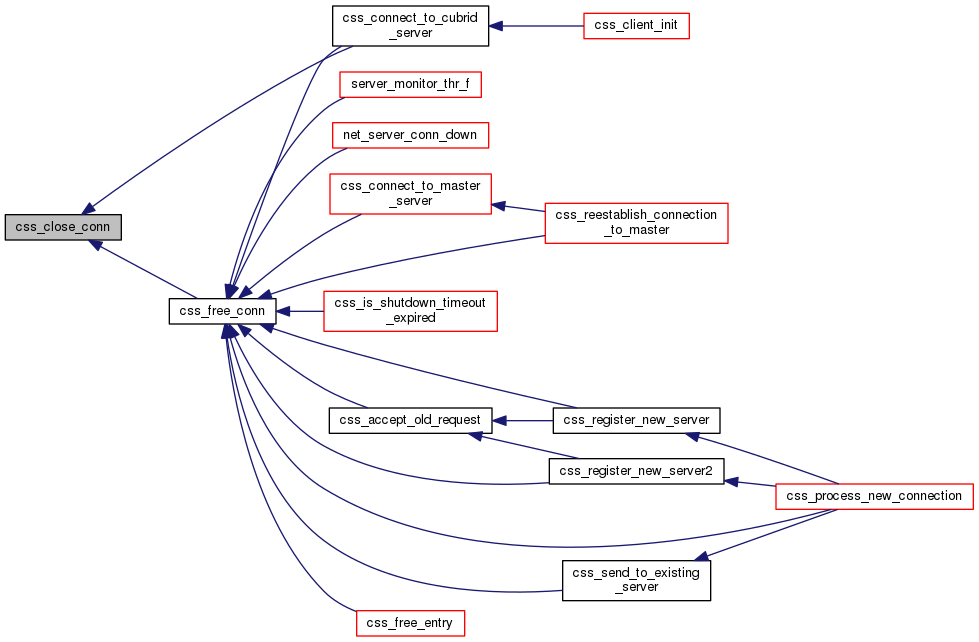 css_connect_to_cubrid
_server
css_client_init
server_monitor_thr_f
net_server_conn_down
css_connect_to_master
_server
css_reestablish_connection
_to_master
css_close_conn
css_free_conn
css_is_shutdown_timeout
_expired
css_accept_old_request
css_register_new_server
css_register_new_server2
css_process_new_connection
css_send_to_existing
_server
css_free_entry